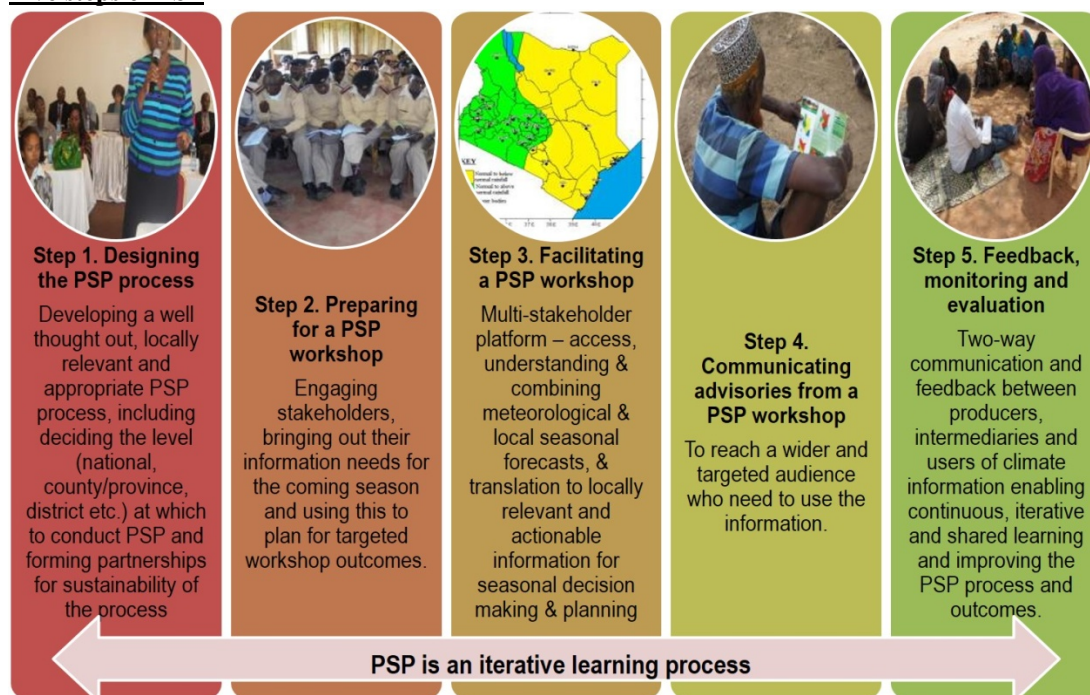 Step 1. Designing
the PSP process
Developing a well
thought out, locally
relevant and
appropriate PSP
process, including
deciding the level
(national,
county/province,
district etc.) at which
to conduct PSP and
forming partnerships
for sustainability of
the process
Step 2. Preparing
for a PSP
workshop
Engaging
stakeholders,
bringing out their
information needs for
the coming season
and using this to
plan for targeted
workshop outcomes.
KEY
Normal to below
normal rainfall
Normal to above
normal rainfall
Step 3. Facilitating
a PSP workshop
Multi-stakeholder
platform – access,
understanding &
combining
meteorological &
local seasonal
forecasts, &
translation to locally
relevant and
actionable
information for
seasonal decision
making & planning
Step 4.
Communicating
advisories from a
PSP workshop
To reach a wider and
targeted audience
who need to use the
information.
Step 5. Feedback,
monitoring and
evaluation
Two-way
communication and
feedback between
producers,
intermediaries and
users of climate
information enabling
continuous, iterative
and shared learning
and improving the
PSP process and
outcomes.
PSP is an iterative learning process